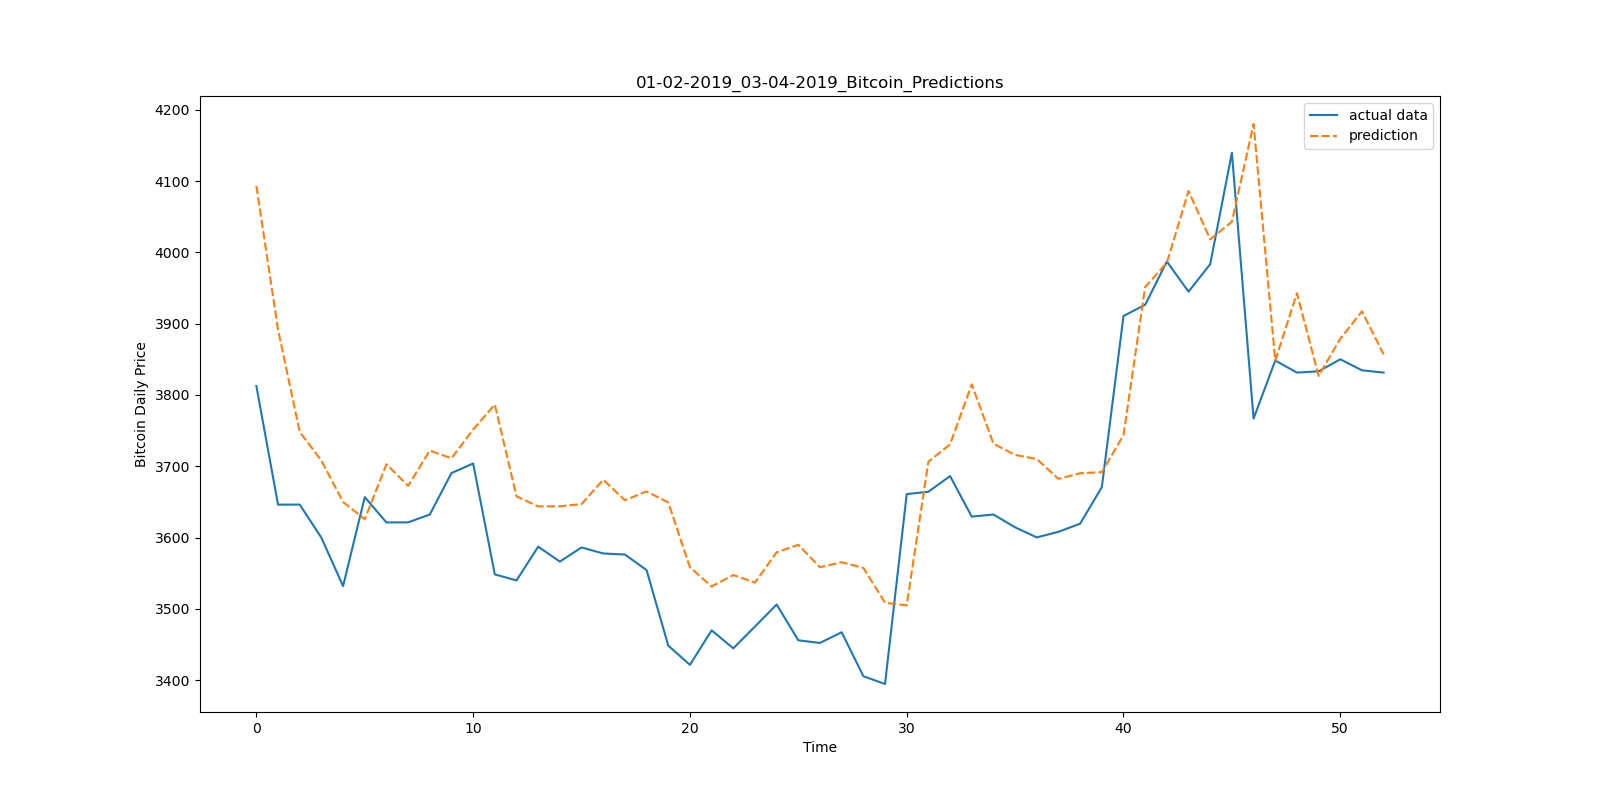 01-02-2019_03-04-2019_Bitcoin_Predictions
actual data
prediction
Bitcoin Daily Price
4200
4100
4000
3900
3800
3700
3600
3500
3400
0 10 20 30 40 50
Time